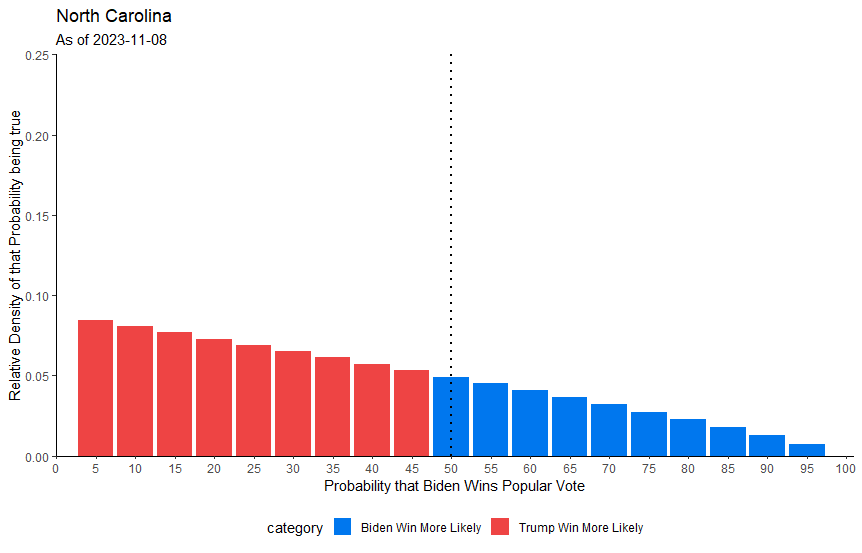 North Carolina
As of 2023-11-08
Relative Density of that Probability being true
0.25
0.20
0.15
0.10
0.05
0.00
0 5 10 15 20 25 30 35 40 45 50 55 60 65 70 75 80 85 90 95 100
Probability that Biden Wins Popular Vote
category Biden Win More Likely Trump Win More Likely